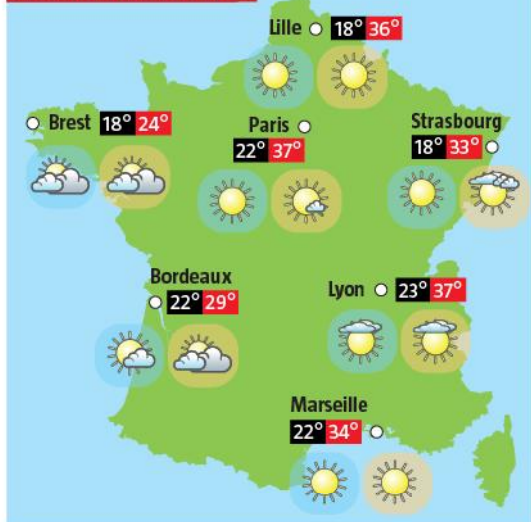 Lille 18° 36°
Brest 18° 24°
Paris
22° 37°
Strasbourg
18° 33°
Bordeaux
22° 29°
Lyon 23° 37°
Marseille
22° 34°